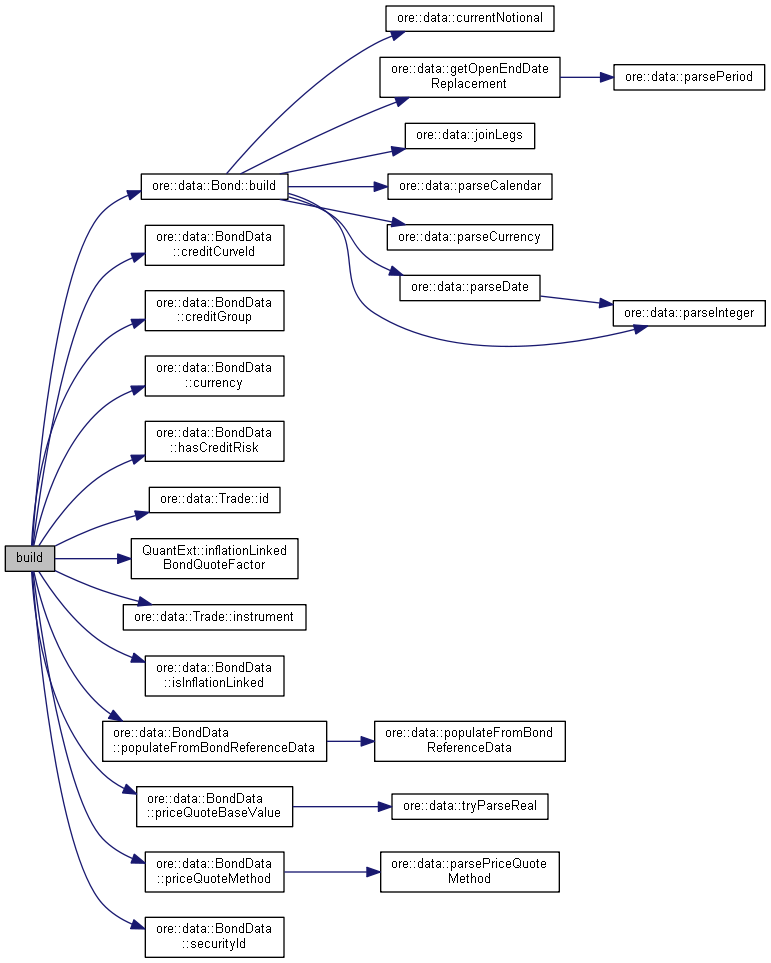 ore::data::currentNotional
ore::data::getOpenEndDate
Replacement
ore::data::parsePeriod
ore::data::joinLegs
ore::data::Bond::build
ore::data::parseCalendar
ore::data::parseCurrency
ore::data::BondData
::creditCurveId
ore::data::parseDate
ore::data::BondData
::creditGroup
ore::data::parseInteger
ore::data::BondData
::currency
ore::data::BondData
::hasCreditRisk
ore::data::Trade::id
build
QuantExt::inflationLinked
BondQuoteFactor
ore::data::Trade::instrument
ore::data::BondData
::isInflationLinked
ore::data::BondData
::populateFromBondReferenceData
ore::data::populateFromBond
ReferenceData
ore::data::BondData
::priceQuoteBaseValue
ore::data::tryParseReal
ore::data::BondData
::priceQuoteMethod
ore::data::parsePriceQuote
Method
ore::data::BondData
::securityId